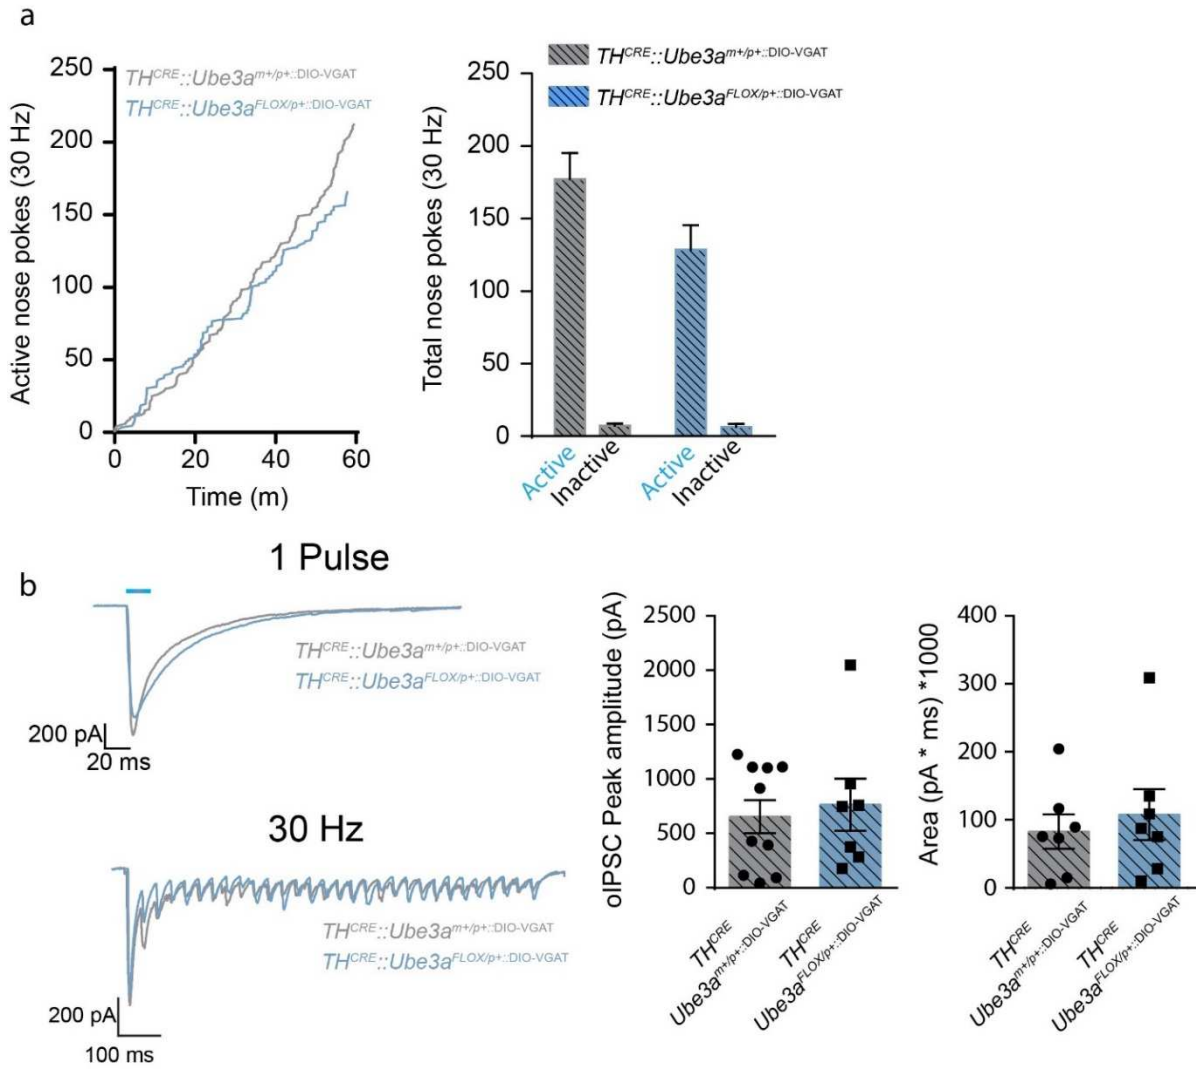 a
250
200
150
100
50
0
Active nose pokes (30 Hz)
TH^CRE::Ube3a^m+/p+::DIO-VGAT
TH^CRE::Ube3a^FLOX/p+::DIO-VGAT
0 20 40 60
Time (m)
TH^CRE::Ube3a^m+/p+::DIO-VGAT
TH^CRE::Ube3a^FLOX/p+::DIO-VGAT
250
200
150
100
50
0
Total nose pokes (30 Hz)
Active Inactive Active Inactive
b
1 Pulse
TH^CRE::Ube3a^m+/p+::DIO-VGAT
TH^CRE::Ube3a^FLOX/p+::DIO-VGAT
200 pA
20 ms
30 Hz
TH^CRE::Ube3a^m+/p+::DIO-VGAT
TH^CRE::Ube3a^FLOX/p+::DIO-VGAT
200 pA
100 ms
oIPSC Peak amplitude (pA)
2500
2000
1500
1000
500
0
TH^CRE
Ube3a^m+/p+::DIO-VGAT
TH^CRE
Ube3a^FLOX/p+::DIO-VGAT
Area (pA * ms) *1000
400
300
200
100
0
TH^CRE
Ube3a^m+/p+::DIO-VGAT
TH^CRE
Ube3a^FLOX/p+::DIO-VGAT